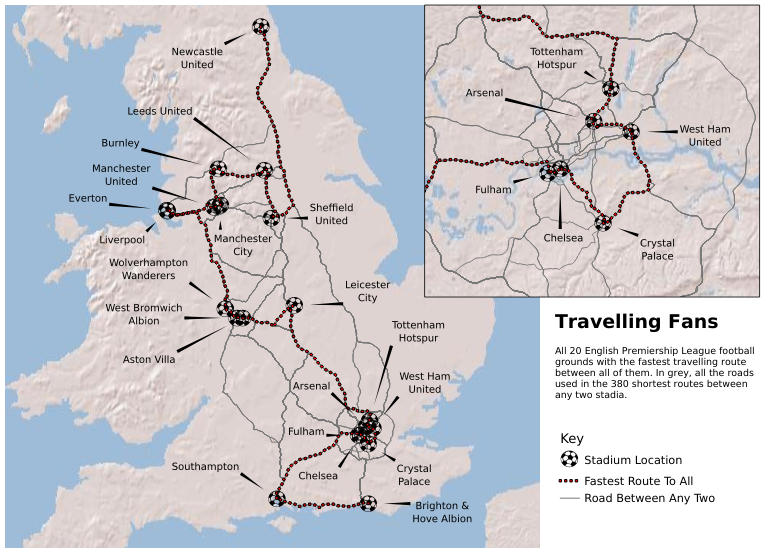 Newcastle
United
Leeds United
Burnley
Manchester
United
Everton
Liverpool
Manchester
City
Sheffield
United
Wolverhampton
Wanderers
West Bromwich
Albion
Aston Villa
Leicester
City
Tottenham
Hotspur
Arsenal
West Ham
United
Fulham
Chelsea
Crystal
Palace
Southampton
Brighton &
Hove Albion
Tottenham
Hotspur
Arsenal
West Ham
United
Fulham
Chelsea
Crystal
Palace
Travelling Fans
All 20 English Premiership League football
grounds with the fastest travelling route
between all of them. In grey, all the roads
used in the 380 shortest routes between
any two stadia.
Key
Stadium Location
Fastest Route To All
Road Between Any Two